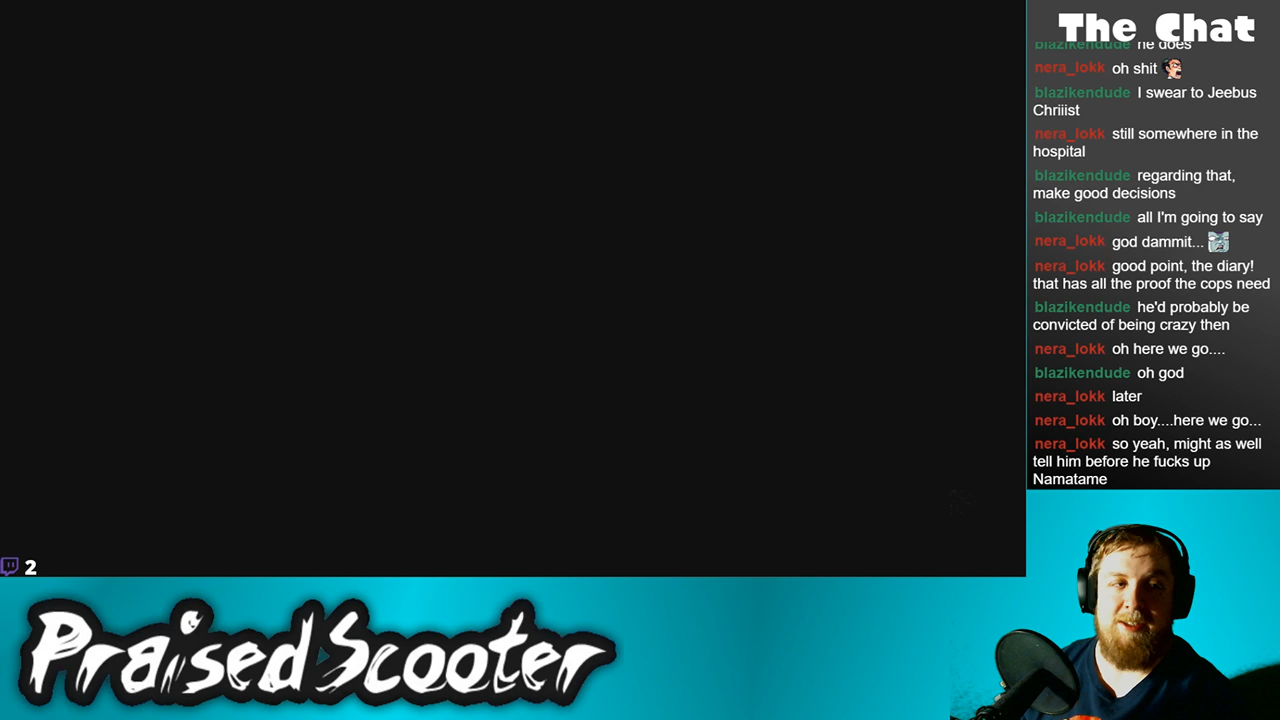 The Chat
blazikendude he does
nera_lokk oh shit
blazikendude I swear to Jeebus
Chriiist
nera_lokk still somewhere in the
hospital
blazikendude regarding that,
make good decisions
blazikendude all I'm going to say
nera_lokk god dammit...
nera_lokk good point, the diary!
that has all the proof the cops need
blazikendude he'd probably be
convicted of being crazy then
nera_lokk oh here we go....
blazikendude oh god
nera_lokk later
nera_lokk oh boy....here we go...
nera_lokk so yeah, might as well
tell him before he fucks up
Namatame
2
PraisedScooter